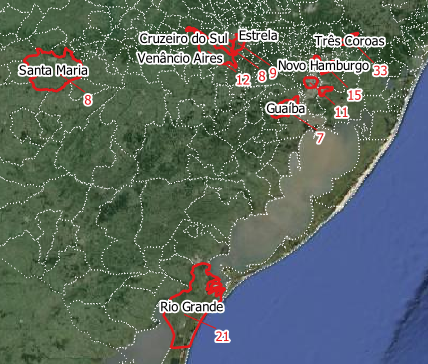 Cruzeiro do Sul
Estrela
Três Coroas
Venâncio Aires
Novo Hamburgo
Santa Maria
12
8
9
33
8
15
Guaíba
11
7
Rio Grande
21